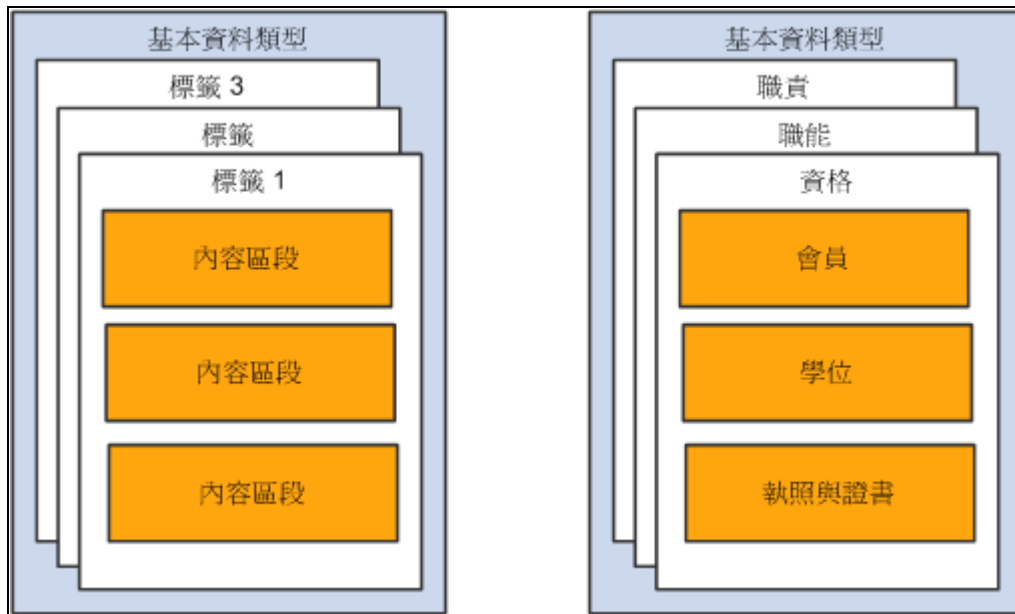 基本資料類型
標籤 3
標籤
標籤 1
內容區段
內容區段
內容區段
基本資料類型
職責
職能
資格
會員
學位
執照與證書